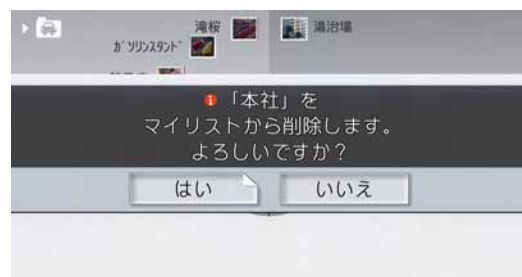 滝桜
湯治場
ｶﾞｿﾘﾝｽﾀﾝﾄﾞ
「本社」を
マイリストから削除します。
よろしいですか？
はい
いいえ